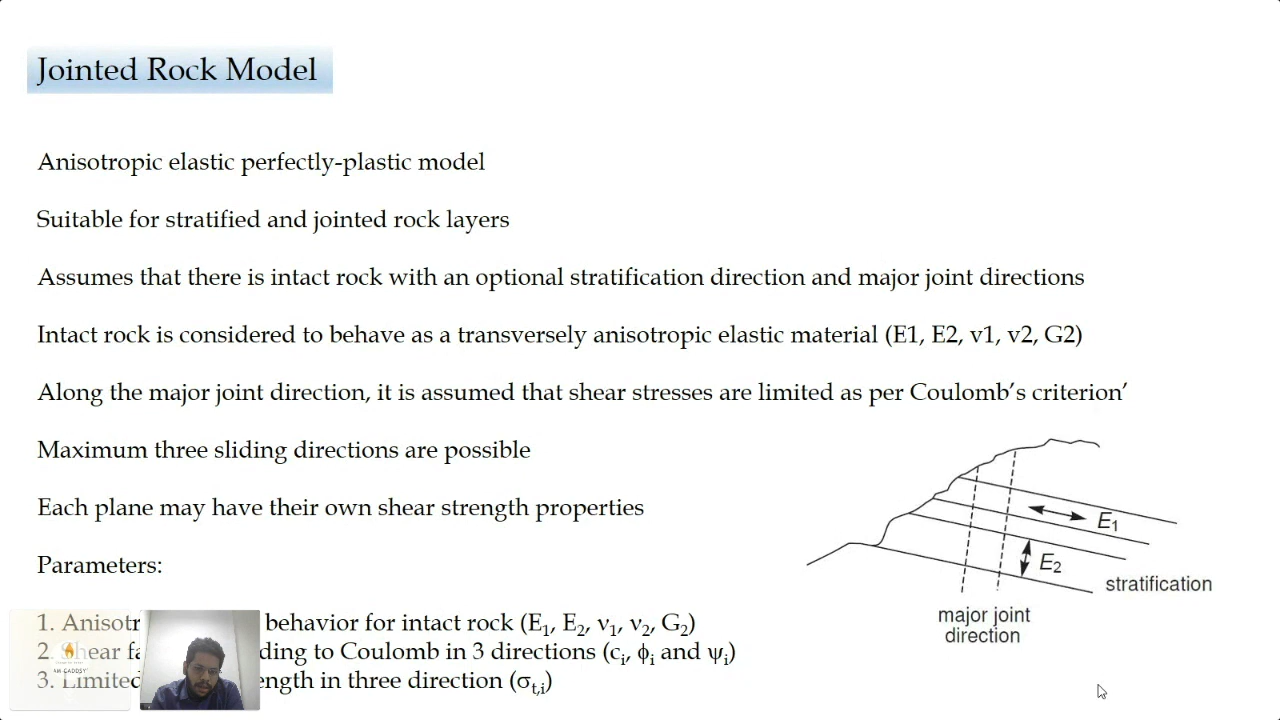 Jointed Rock Model
Anisotropic elastic perfectly-plastic model
Suitable for stratified and jointed rock layers
Assumes that there is intact rock with an optional stratification direction and major joint directions
Intact rock is considered to behave as a transversely anisotropic elastic material (E1, E2, v1, v2, G2)
Along the major joint direction, it is assumed that shear stresses are limited as per Coulomb’s criterion’
Maximum three sliding directions are possible
Each plane may have their own shear strength properties
Parameters:
1. behavior for intact rock (E₁, E₂, ν₁, ν₂, G₂)
2. Shear to Coulomb in 3 directions (cᵢ, ϕᵢ and ψᵢ)
3. Limited in three direction (σt,i)
E₁
E₂
stratification
major joint
direction